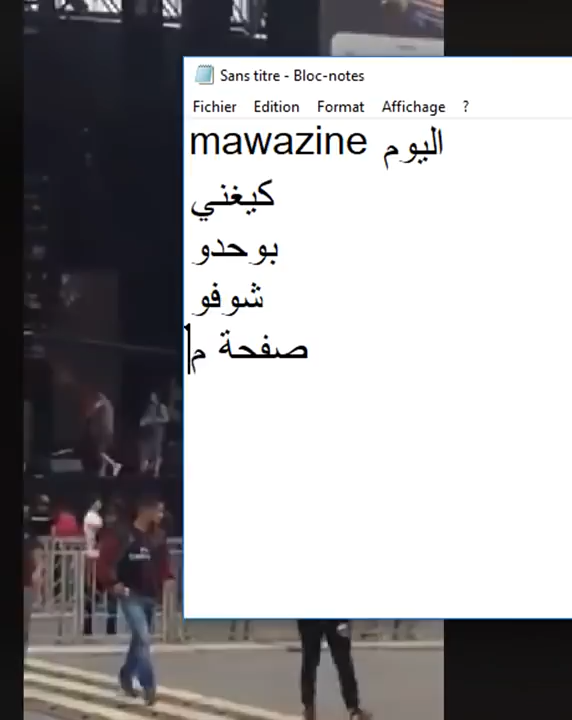 Sans titre - Bloc-notes
Fichier Edition Format Affichage ?
mawazine اليوم
كيغني
بوحدو
شوفو
صفحة م